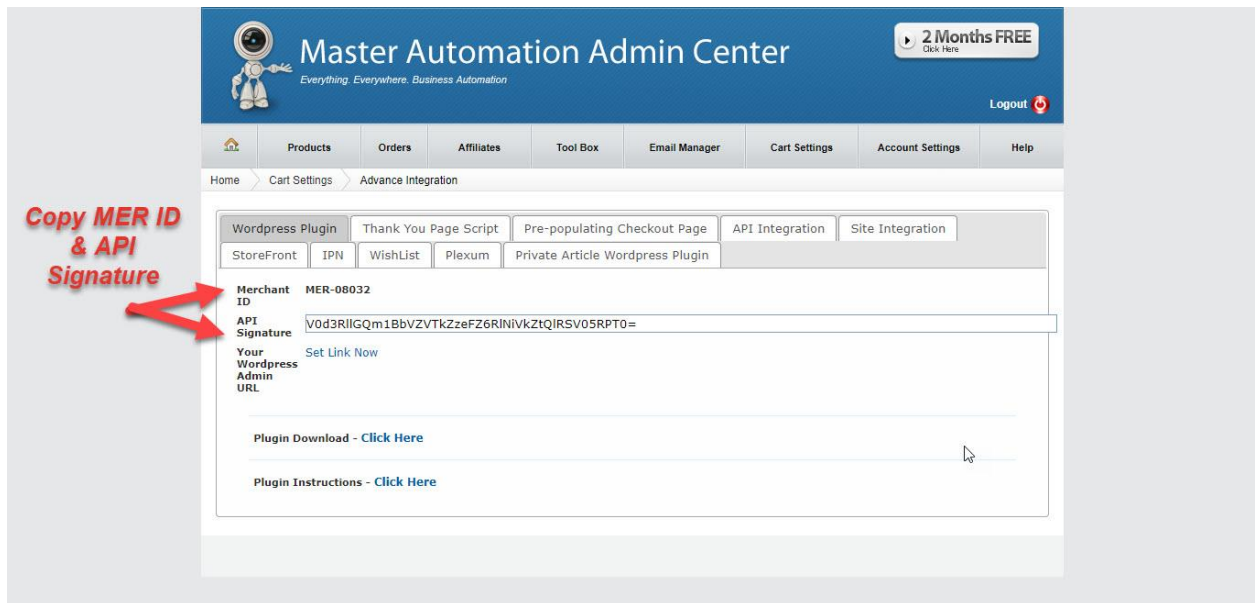 Master Automation Admin Center
Everything. Everywhere. Business Automation
2 Months FREE
Click Here
Logout
Products Orders Affiliates Tool Box Email Manager Cart Settings Account Settings Help
Home Cart Settings Advance Integration
Copy MER ID
& API
Signature
Wordpress Plugin Thank You Page Script Pre-populating Checkout Page API Integration Site Integration
StoreFront IPN WishList Plexum Private Article Wordpress Plugin
Merchant ID MER-08032
API Signature V0d3RllGQm1BbVZVTkZzeFZ6RlNiVkZtQlRSV05RPT0=
Your Wordpress Admin URL Set Link Now
Plugin Download - Click Here
Plugin Instructions - Click Here